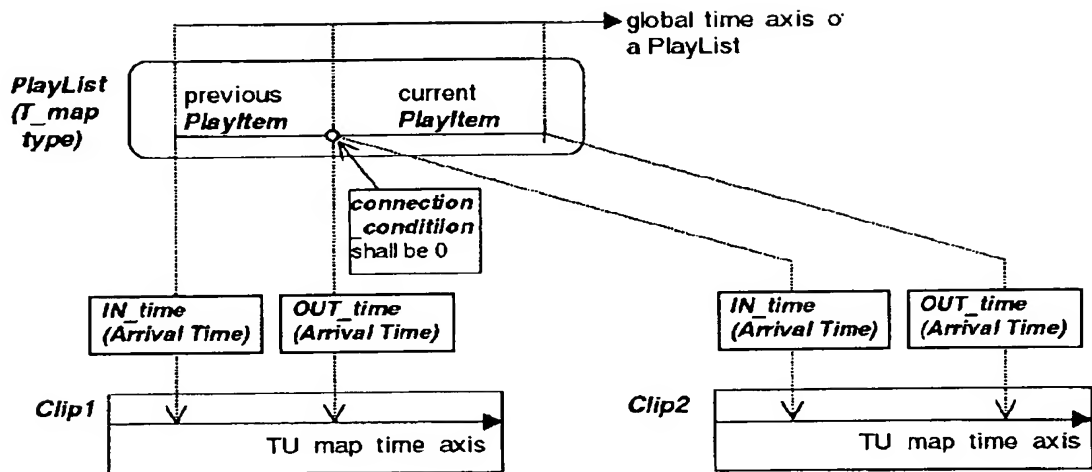 global time axis o
a PlayList
PlayList
(T_map
type)
previous
PlayItem
current
PlayItem
connection
_conditilon
shall be 0
IN_time
(Arrival Time)
OUT_time
(Arrival Time)
IN_time
(Arrival Time)
OUT_time
(Arrival Time)
Clip1
TU map time axis
Clip2
TU map time axis